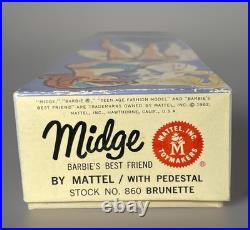 "MIDGE," "BARBIE ®," "TEEN-AGE FASHION MODEL" AND "BARBIE'S
BEST FRIEND" ARE TRADEMARKS OWNED BY MATTEL, INC.
MATTEL, INC., HAWTHORNE, CALIF., U.S.A.
Midge
BARBIE'S BEST FRIEND
BY MATTEL / WITH PEDESTAL
STOCK NO. 860 BRUNETTE
MATTEL, INC.
M
TOYMAKERS